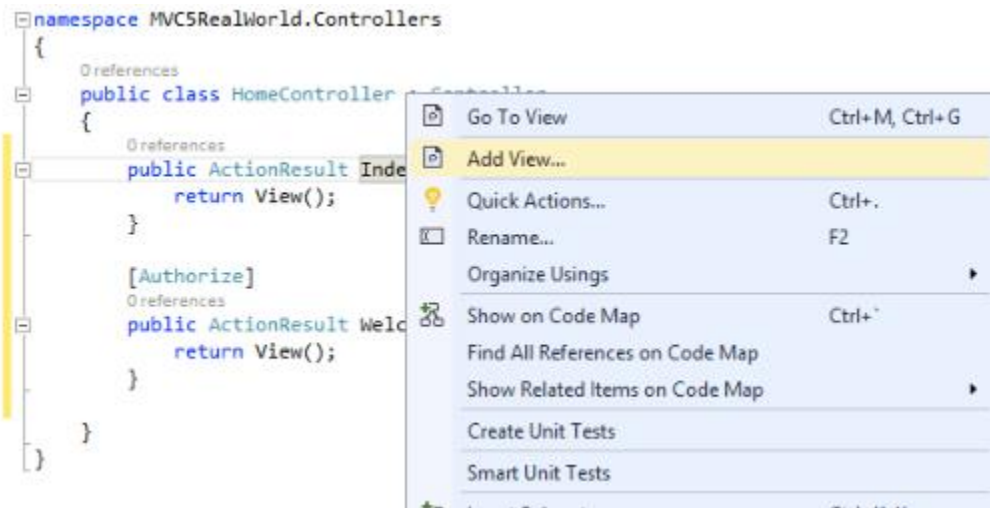 namespace MVC5RealWorld.Controllers
{
0 references
public class HomeController : Controller
{
0 references
public ActionResult Inde
return View();
}
[Authorize]
0 references
public ActionResult Welc
return View();
}
}
}
Go To View Ctrl+M, Ctrl+G
Add View...
Quick Actions... Ctrl+.
Rename... F2
Organize Usings
Show on Code Map Ctrl+`
Find All References on Code Map
Show Related Items on Code Map
Create Unit Tests
Smart Unit Tests